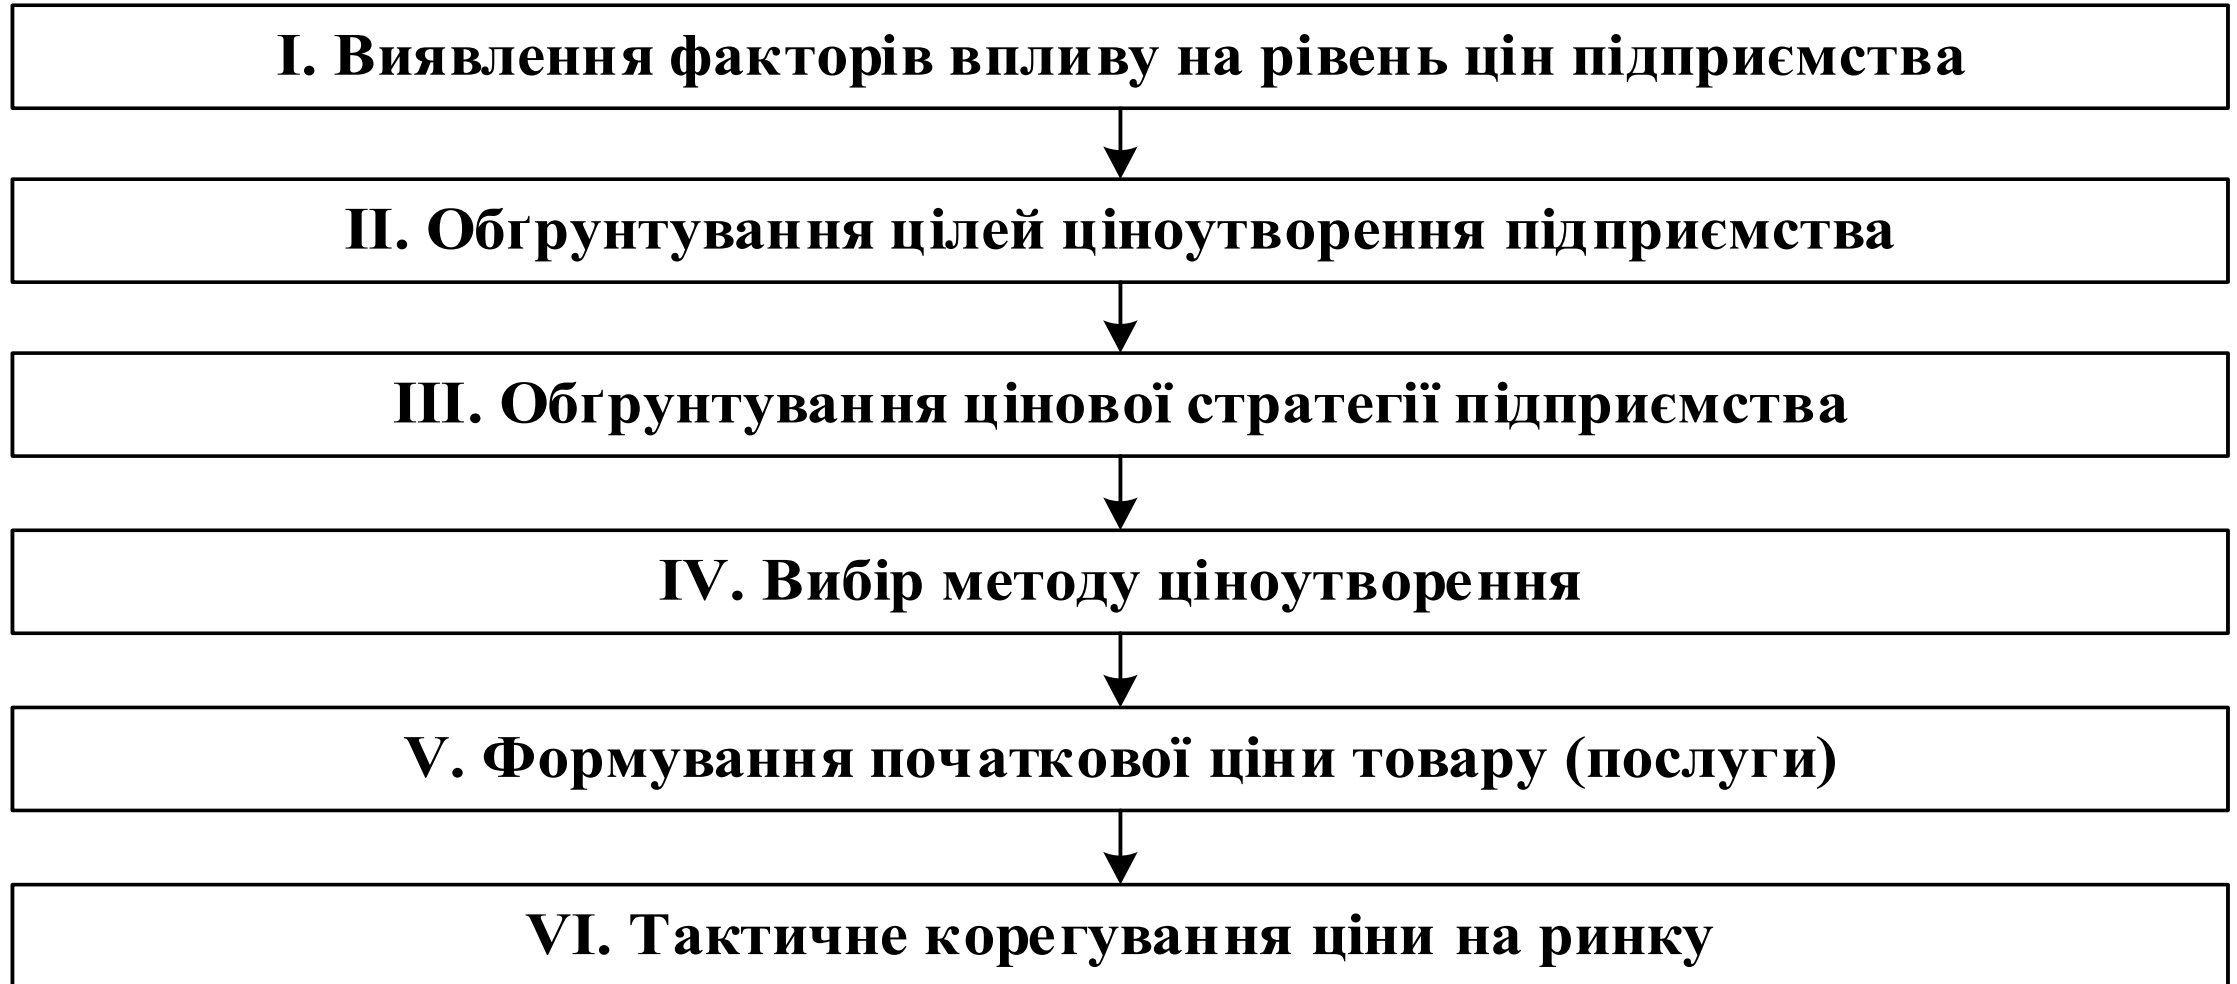 I. Виявлення факторів впливу на рівень цін підприємства
II. Обґрунтування цілей ціноутворення підприємства
III. Обґрунтування цінової стратегії підприємства
IV. Вибір методу ціноутворення
V. Формування початкової ціни товару (послуги)
VI. Тактичне корегування ціни на ринку